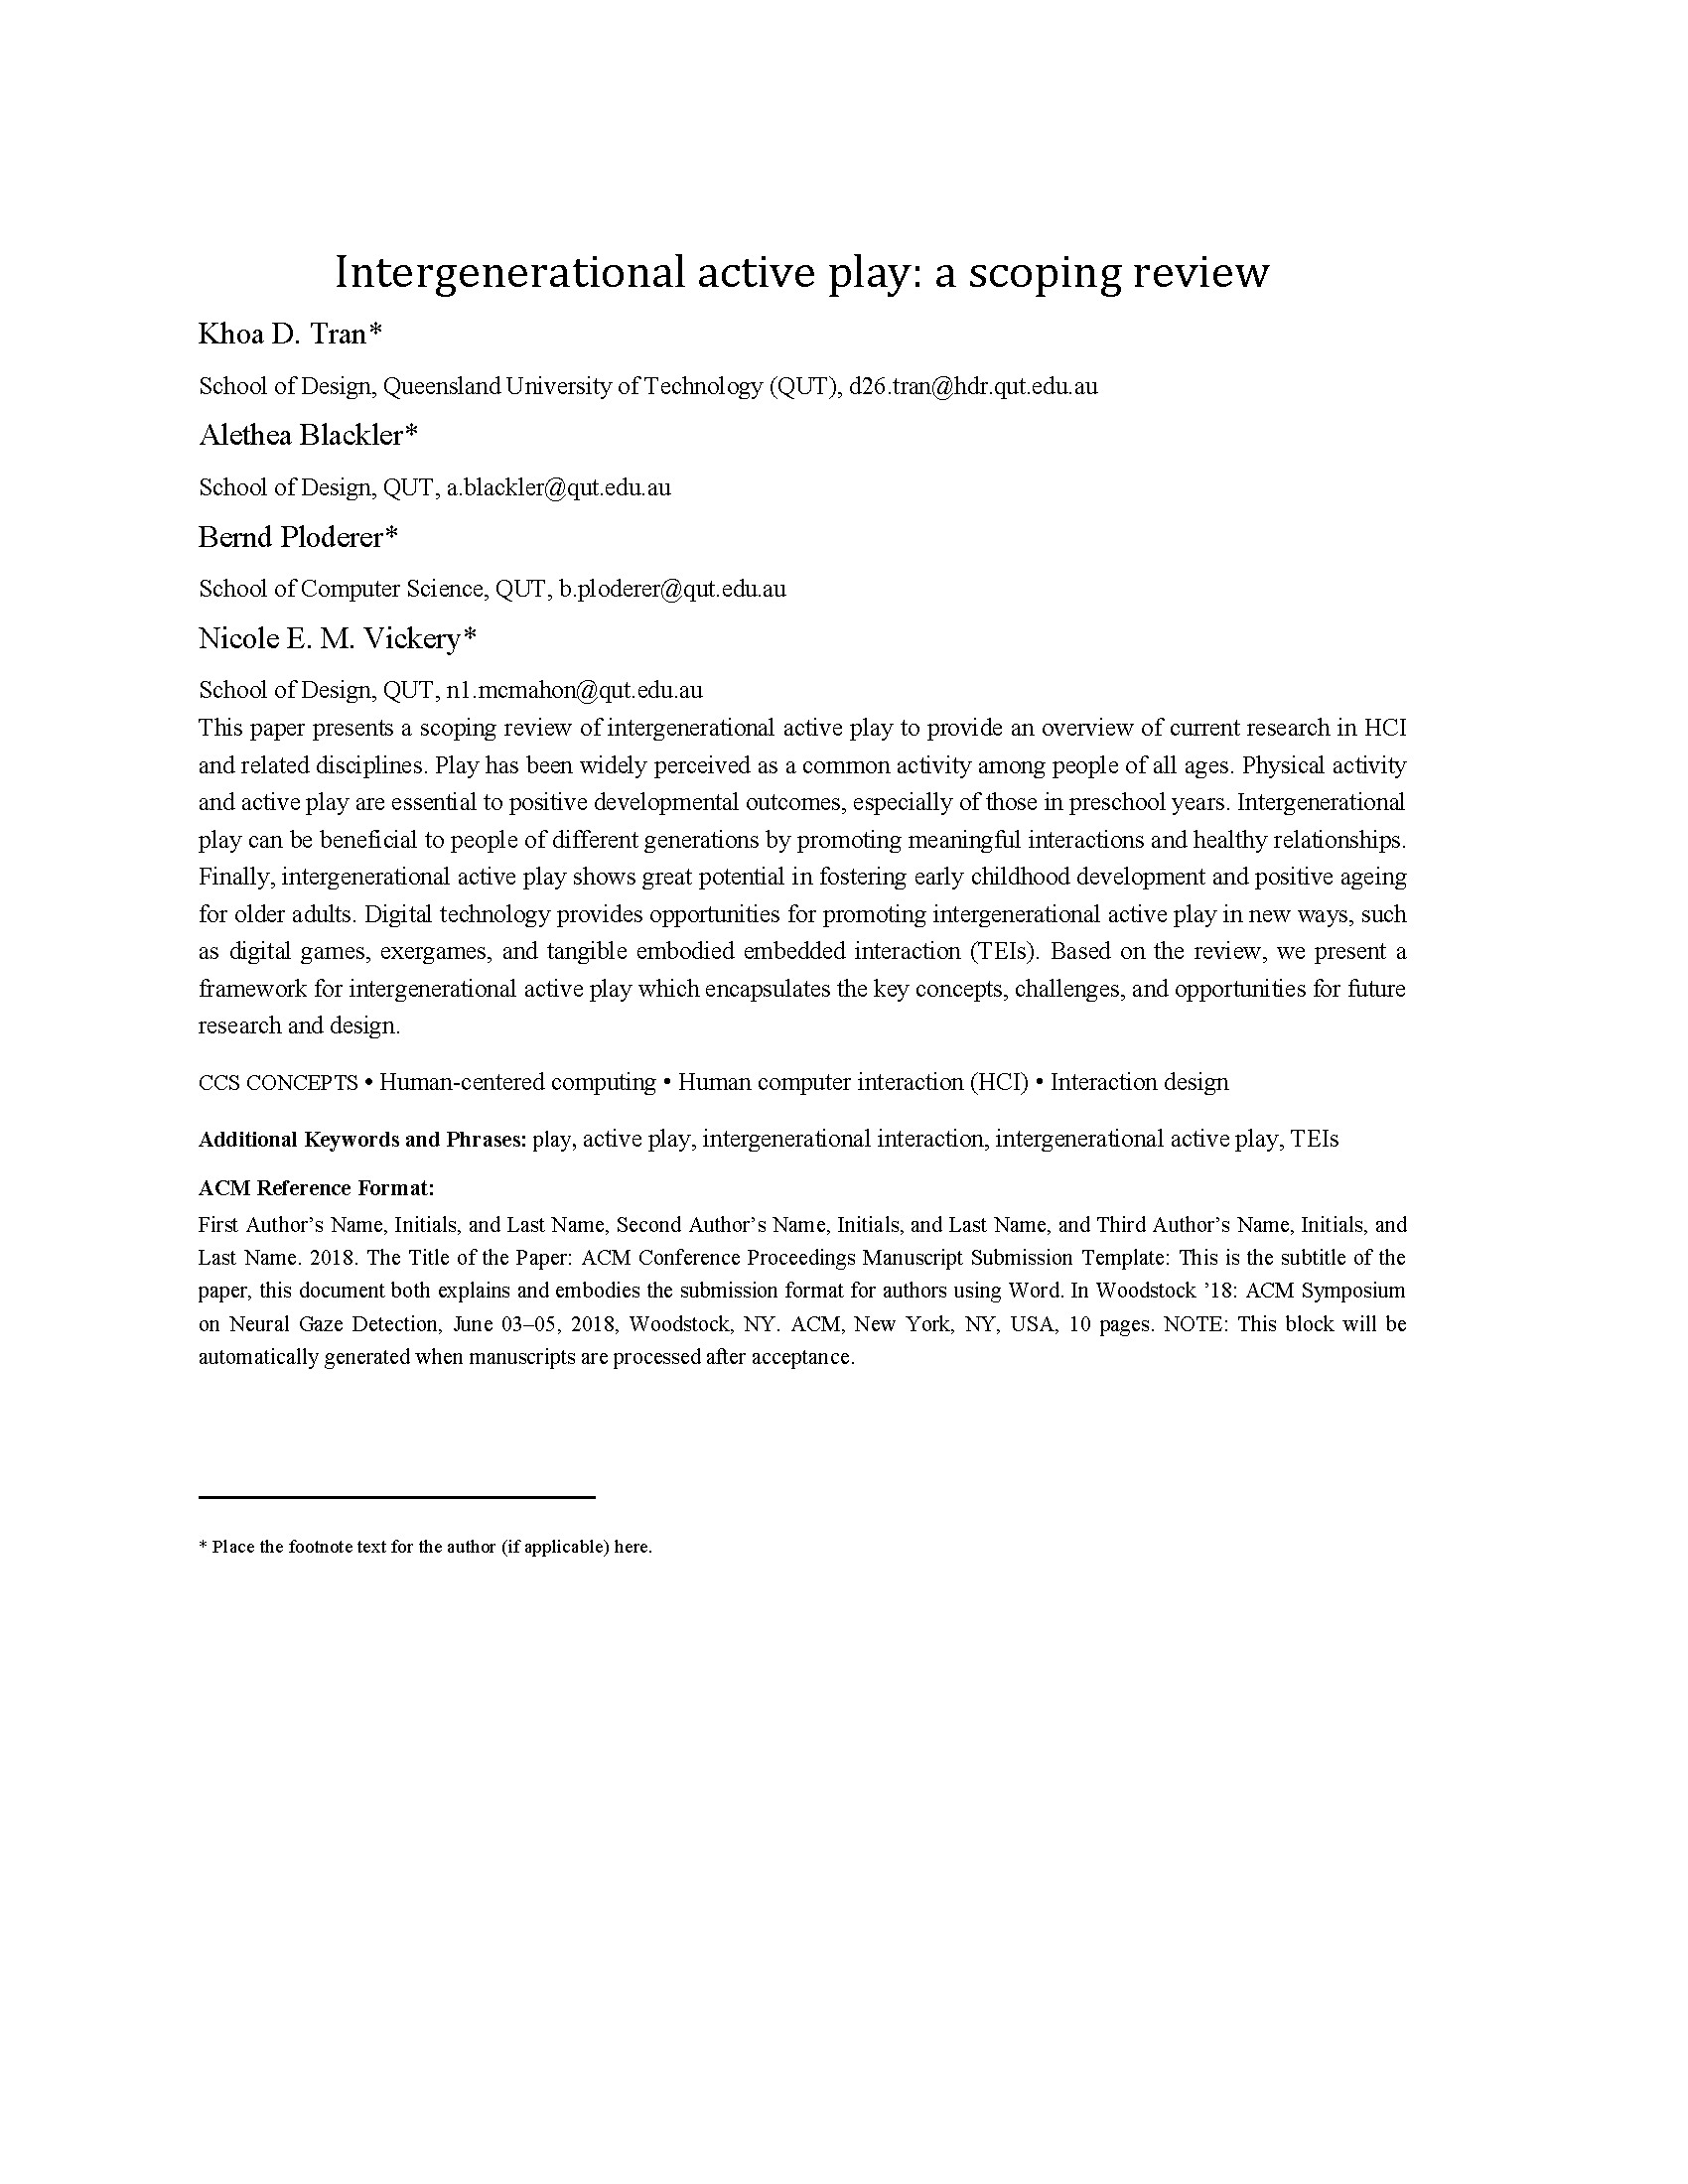 Intergenerational active play: a scoping review
Khoa D. Tran*
School of Design, Queensland University of Technology (QUT), d26.tran@hdr.qut.edu.au
Alethea Blackler*
School of Design, QUT, a.blackler@qut.edu.au
Bernd Ploderer*
School of Computer Science, QUT, b.ploderer@qut.edu.au
Nicole E. M. Vickery*
School of Design, QUT, n1.mcmahon@qut.edu.au
This paper presents a scoping review of intergenerational active play to provide an overview of current research in HCI
and related disciplines. Play has been widely perceived as a common activity among people of all ages. Physical activity
and active play are essential to positive developmental outcomes, especially of those in preschool years. Intergenerational
play can be beneficial to people of different generations by promoting meaningful interactions and healthy relationships.
Finally, intergenerational active play shows great potential in fostering early childhood development and positive ageing
for older adults. Digital technology provides opportunities for promoting intergenerational active play in new ways, such
as digital games, exergames, and tangible embodied embedded interaction (TEIs). Based on the review, we present a
framework for intergenerational active play which encapsulates the key concepts, challenges, and opportunities for future
research and design.
CCS CONCEPTS • Human-centered computing • Human computer interaction (HCI) • Interaction design
Additional Keywords and Phrases: play, active play, intergenerational interaction, intergenerational active play, TEIs
ACM Reference Format:
First Author’s Name, Initials, and Last Name, Second Author’s Name, Initials, and Last Name, and Third Author’s Name, Initials, and
Last Name. 2018. The Title of the Paper: ACM Conference Proceedings Manuscript Submission Template: This is the subtitle of the
paper, this document both explains and embodies the submission format for authors using Word. In Woodstock ’18: ACM Symposium
on Neural Gaze Detection, June 03–05, 2018, Woodstock, NY. ACM, New York, NY, USA, 10 pages. NOTE: This block will be
automatically generated when manuscripts are processed after acceptance.
* Place the footnote text for the author (if applicable) here.